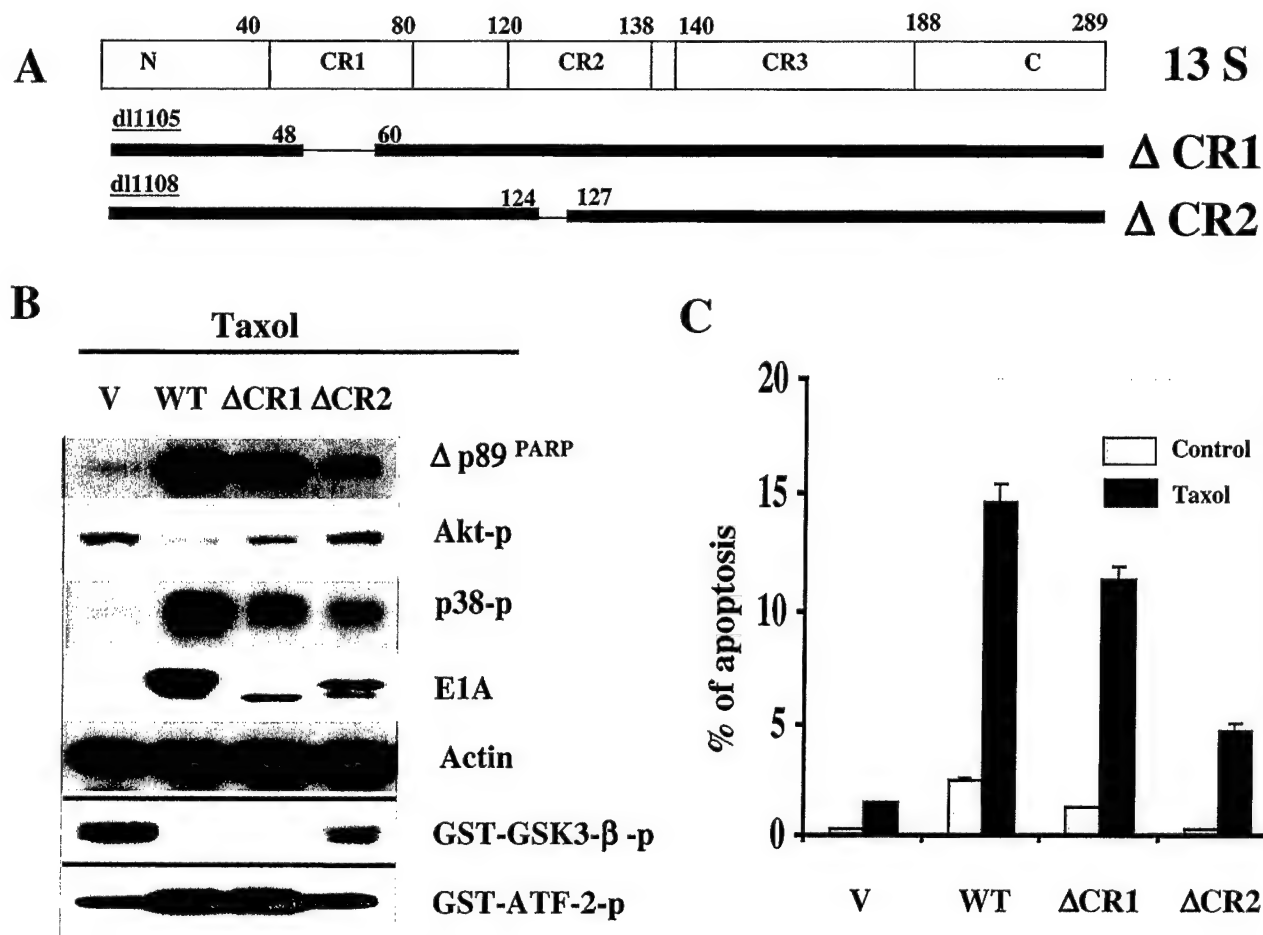 A
40 80 120 138 140 188 289
N CR1 CR2 CR3 C
13 S
dl1105
48 60
Δ CR1
dl1108
124 127
Δ CR2
B
Taxol
V WT ΔCR1 ΔCR2
Δ p89 PARP
Akt-p
p38-p
E1A
Actin
GST-GSK3-β -p
GST-ATF-2-p
C
% of apoptosis
20
15
10
5
0
Control
Taxol
V WT ΔCR1 ΔCR2